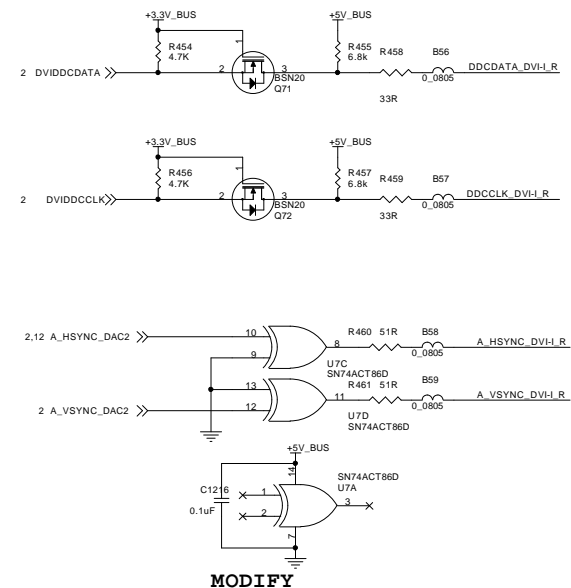 +3.3V_BUS +5V_BUS
R454 4.7K 1 R455 6.8k R458 B56
2 DVIDDCDATA 2 3 DDCDATA_DVI-I_R
BSN20 0_0805
Q71
33R
+3.3V_BUS +5V_BUS
R456 4.7K 1 R457 6.8k R459 B57
2 DVIDDCCLK 2 3 DDCCLK_DVI-I_R
BSN20 0_0805
Q72
33R
R460 51R B58
2,12 A_HSYNC_DAC2 10 8 A_HSYNC_DVI-I_R
9 0_0805
U7C
SN74ACT86D
R461 51R B59
13 11 A_VSYNC_DVI-I_R
2 A_VSYNC_DAC2 12 0_0805
U7D
SN74ACT86D
+5V_BUS
14 SN74ACT86D
C1216 U7A
1 3
0.1uF 2
7
MODIFY